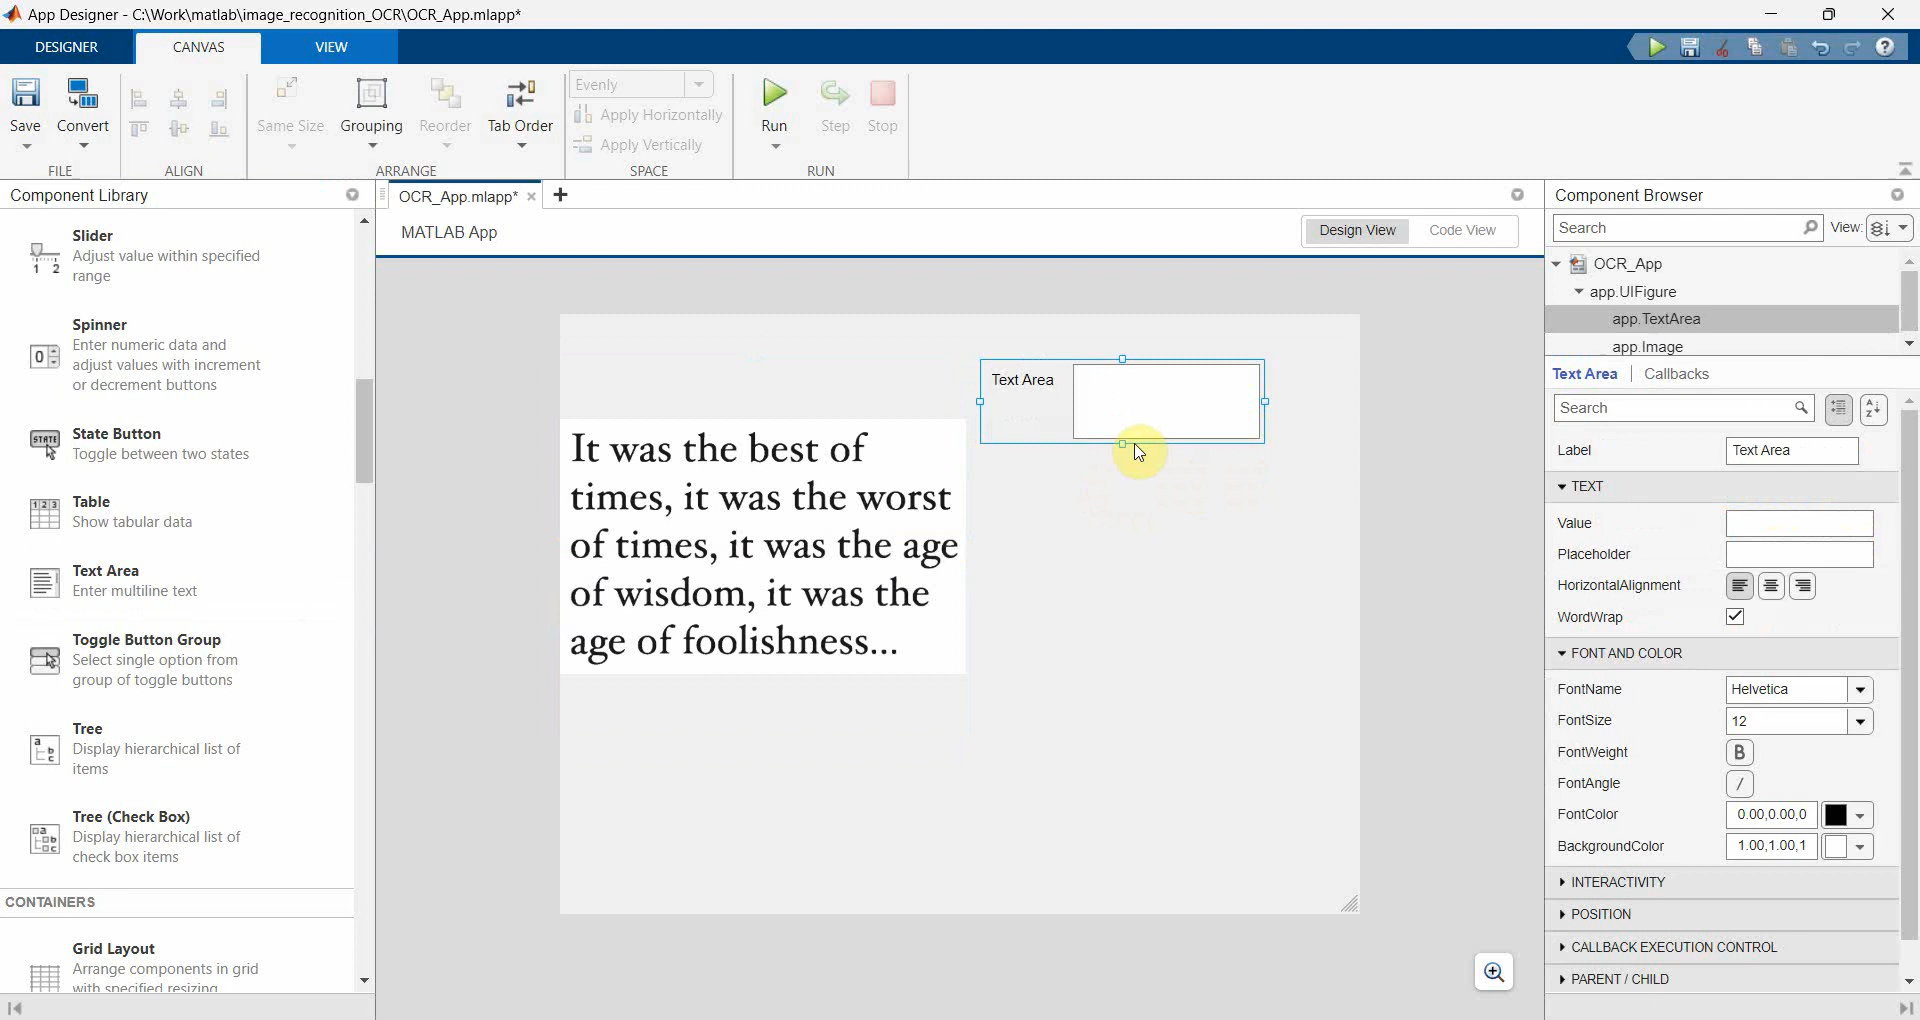 App Designer - C:\Work\matlab\image_recognition_OCR\OCR_App.mlapp*
DESIGNER
CANVAS
VIEW
Save
Convert
Same Size
Grouping
Reorder
Tab Order
Evenly
Apply Horizontally
Apply Vertically
Run
Step
Stop
FILE
ALIGN
ARRANGE
SPACE
RUN
Component Library
Slider
Adjust value within specified
range
Spinner
Enter numeric data and
adjust values with increment
or decrement buttons
State Button
Toggle between two states
Table
Show tabular data
Text Area
Enter multiline text
Toggle Button Group
Select single option from
group of toggle buttons
Tree
Display hierarchical list of
items
Tree (Check Box)
Display hierarchical list of
check box items
CONTAINERS
Grid Layout
Arrange components in grid
with specified resizing
OCR_App.mlapp*
MATLAB App
Design View
Code View
Text Area
It was the best of
times, it was the worst
of times, it was the age
of wisdom, it was the
age of foolishness...
Component Browser
Search
View:
OCR_App
app.UIFigure
app.TextArea
app.Image
Text Area
Callbacks
Search
Label Text Area
TEXT
Value
Placeholder
HorizontalAlignment
WordWrap
FONT AND COLOR
FontName Helvetica
FontSize 12
FontWeight B
FontAngle /
FontColor 0.00,0.00,0
BackgroundColor 1.00,1.00,1
INTERACTIVITY
POSITION
CALLBACK EXECUTION CONTROL
PARENT / CHILD